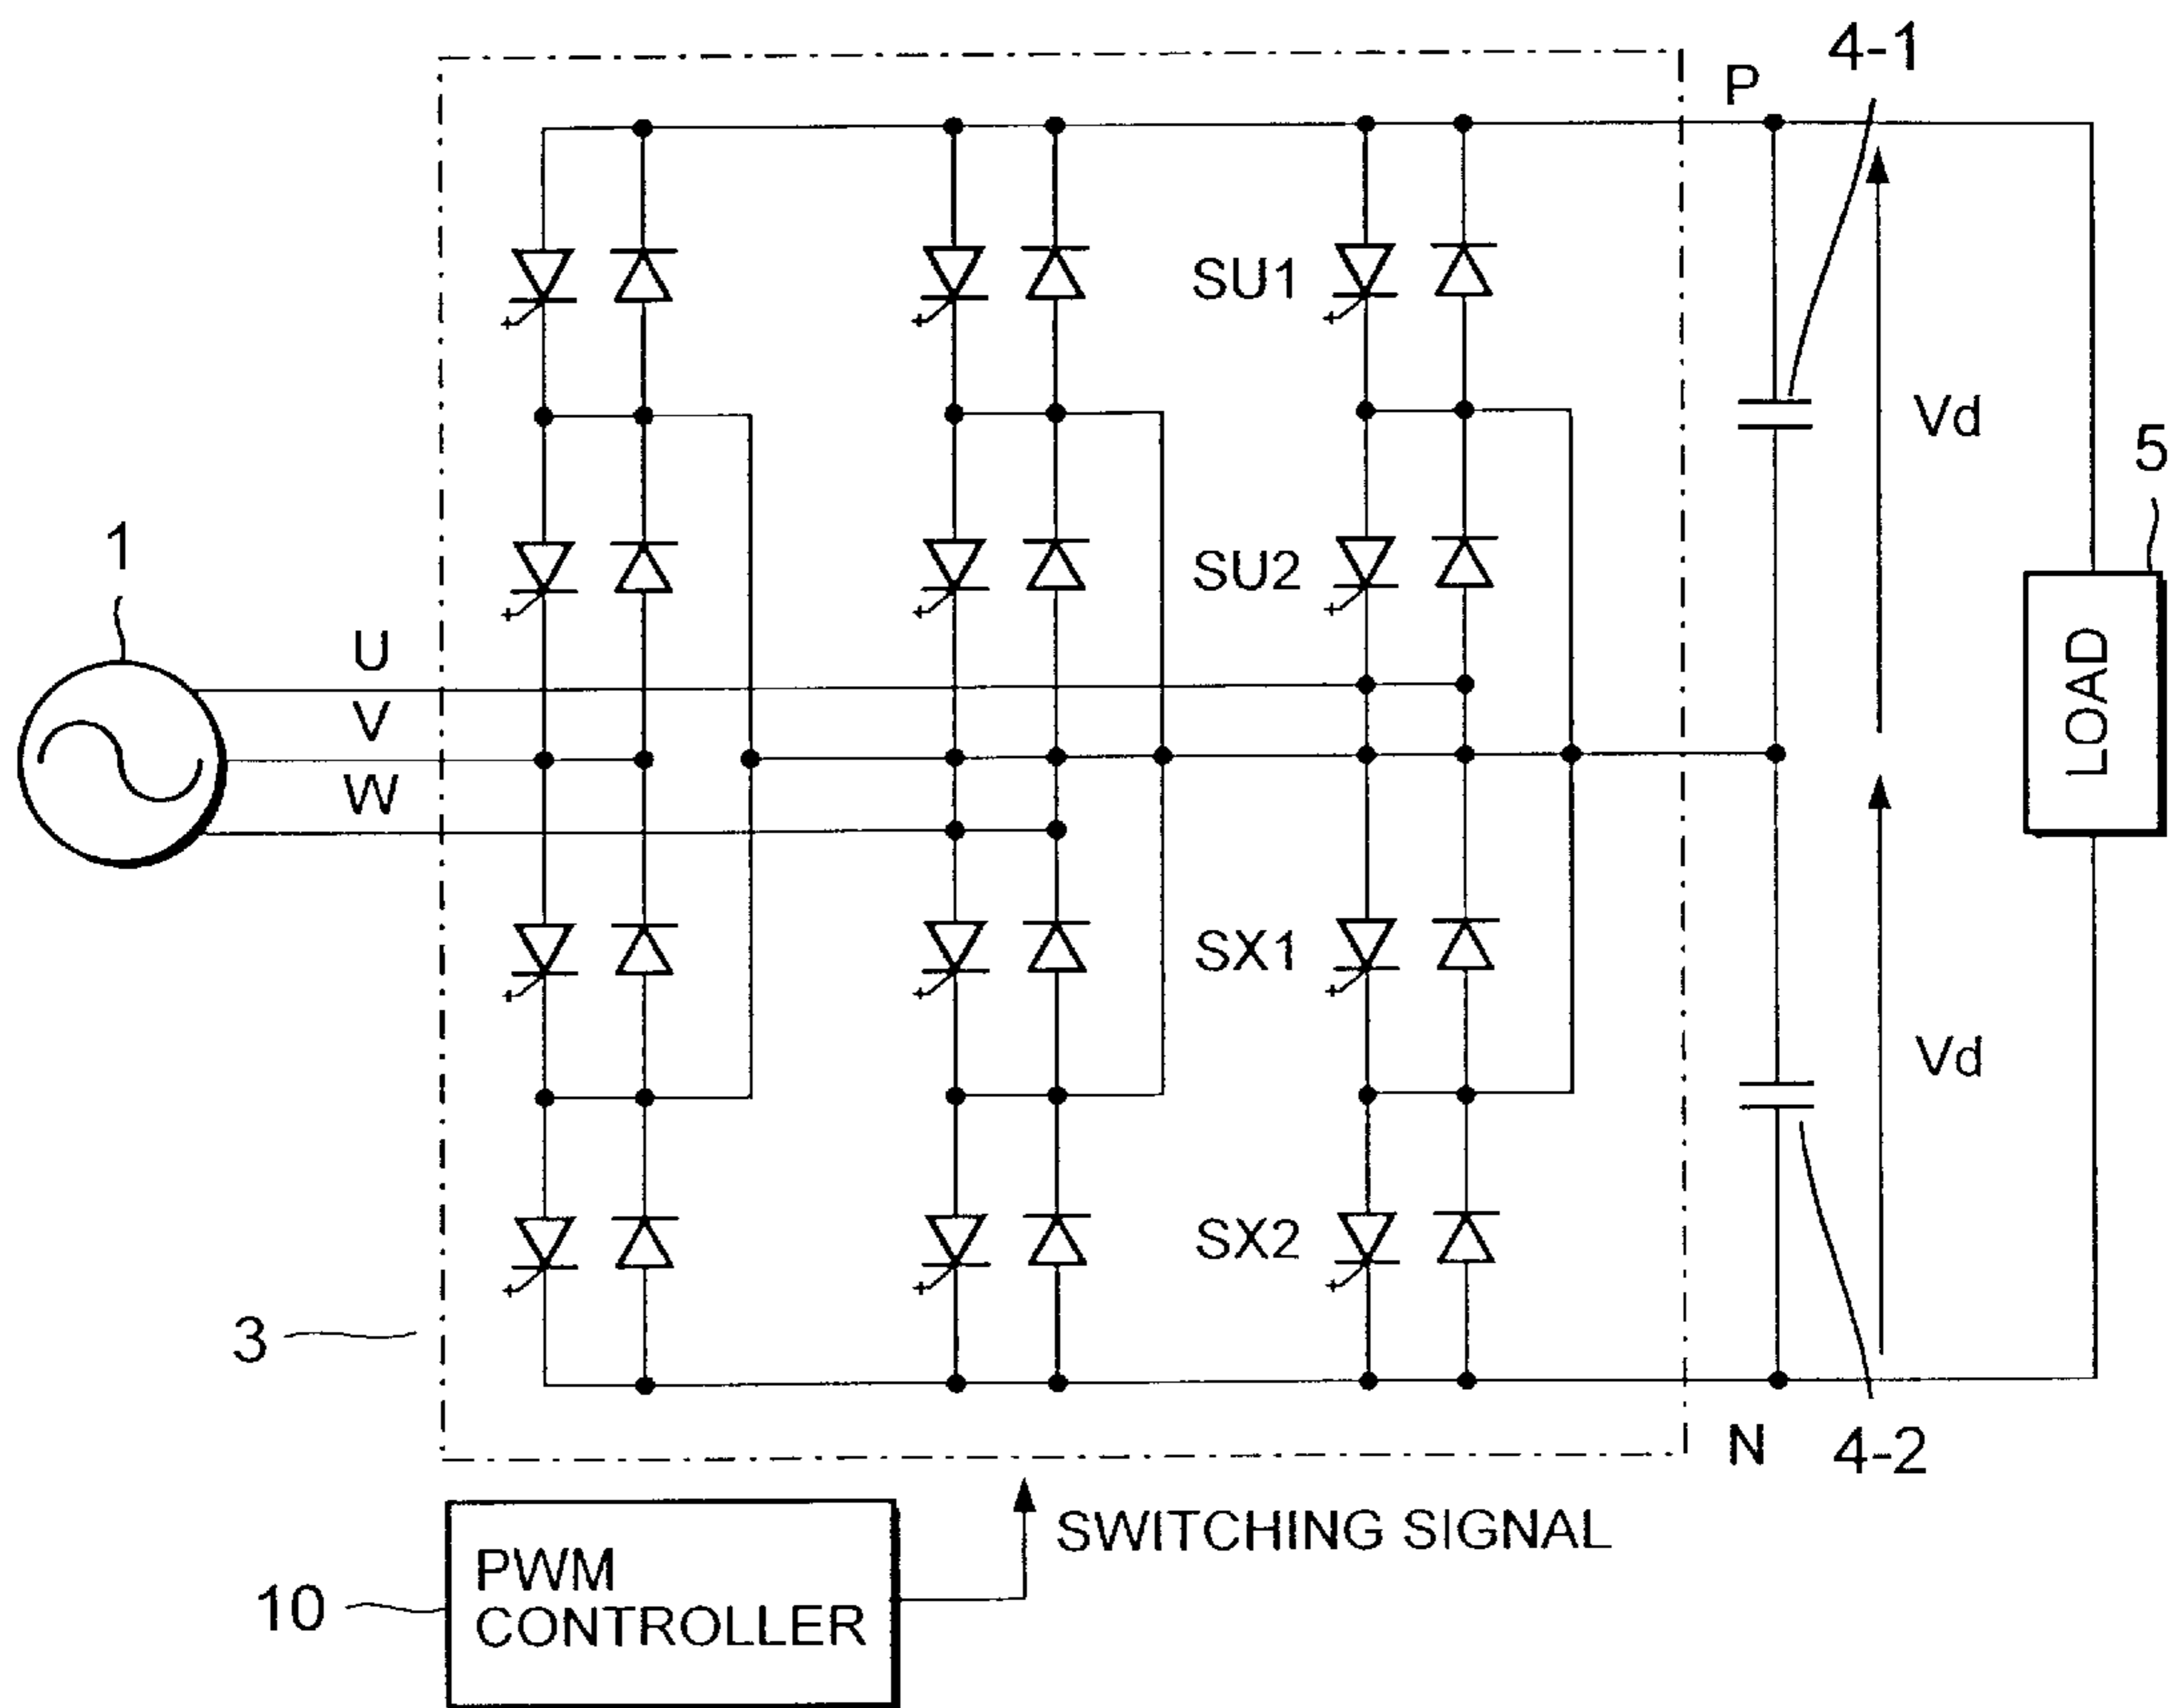 4-1
P
SU1
Vd
5
SU2
1
U
LOAD
V
W
SX1
Vd
SX2
3
N
4-2
SWITCHING SIGNAL
PWM
CONTROLLER
10